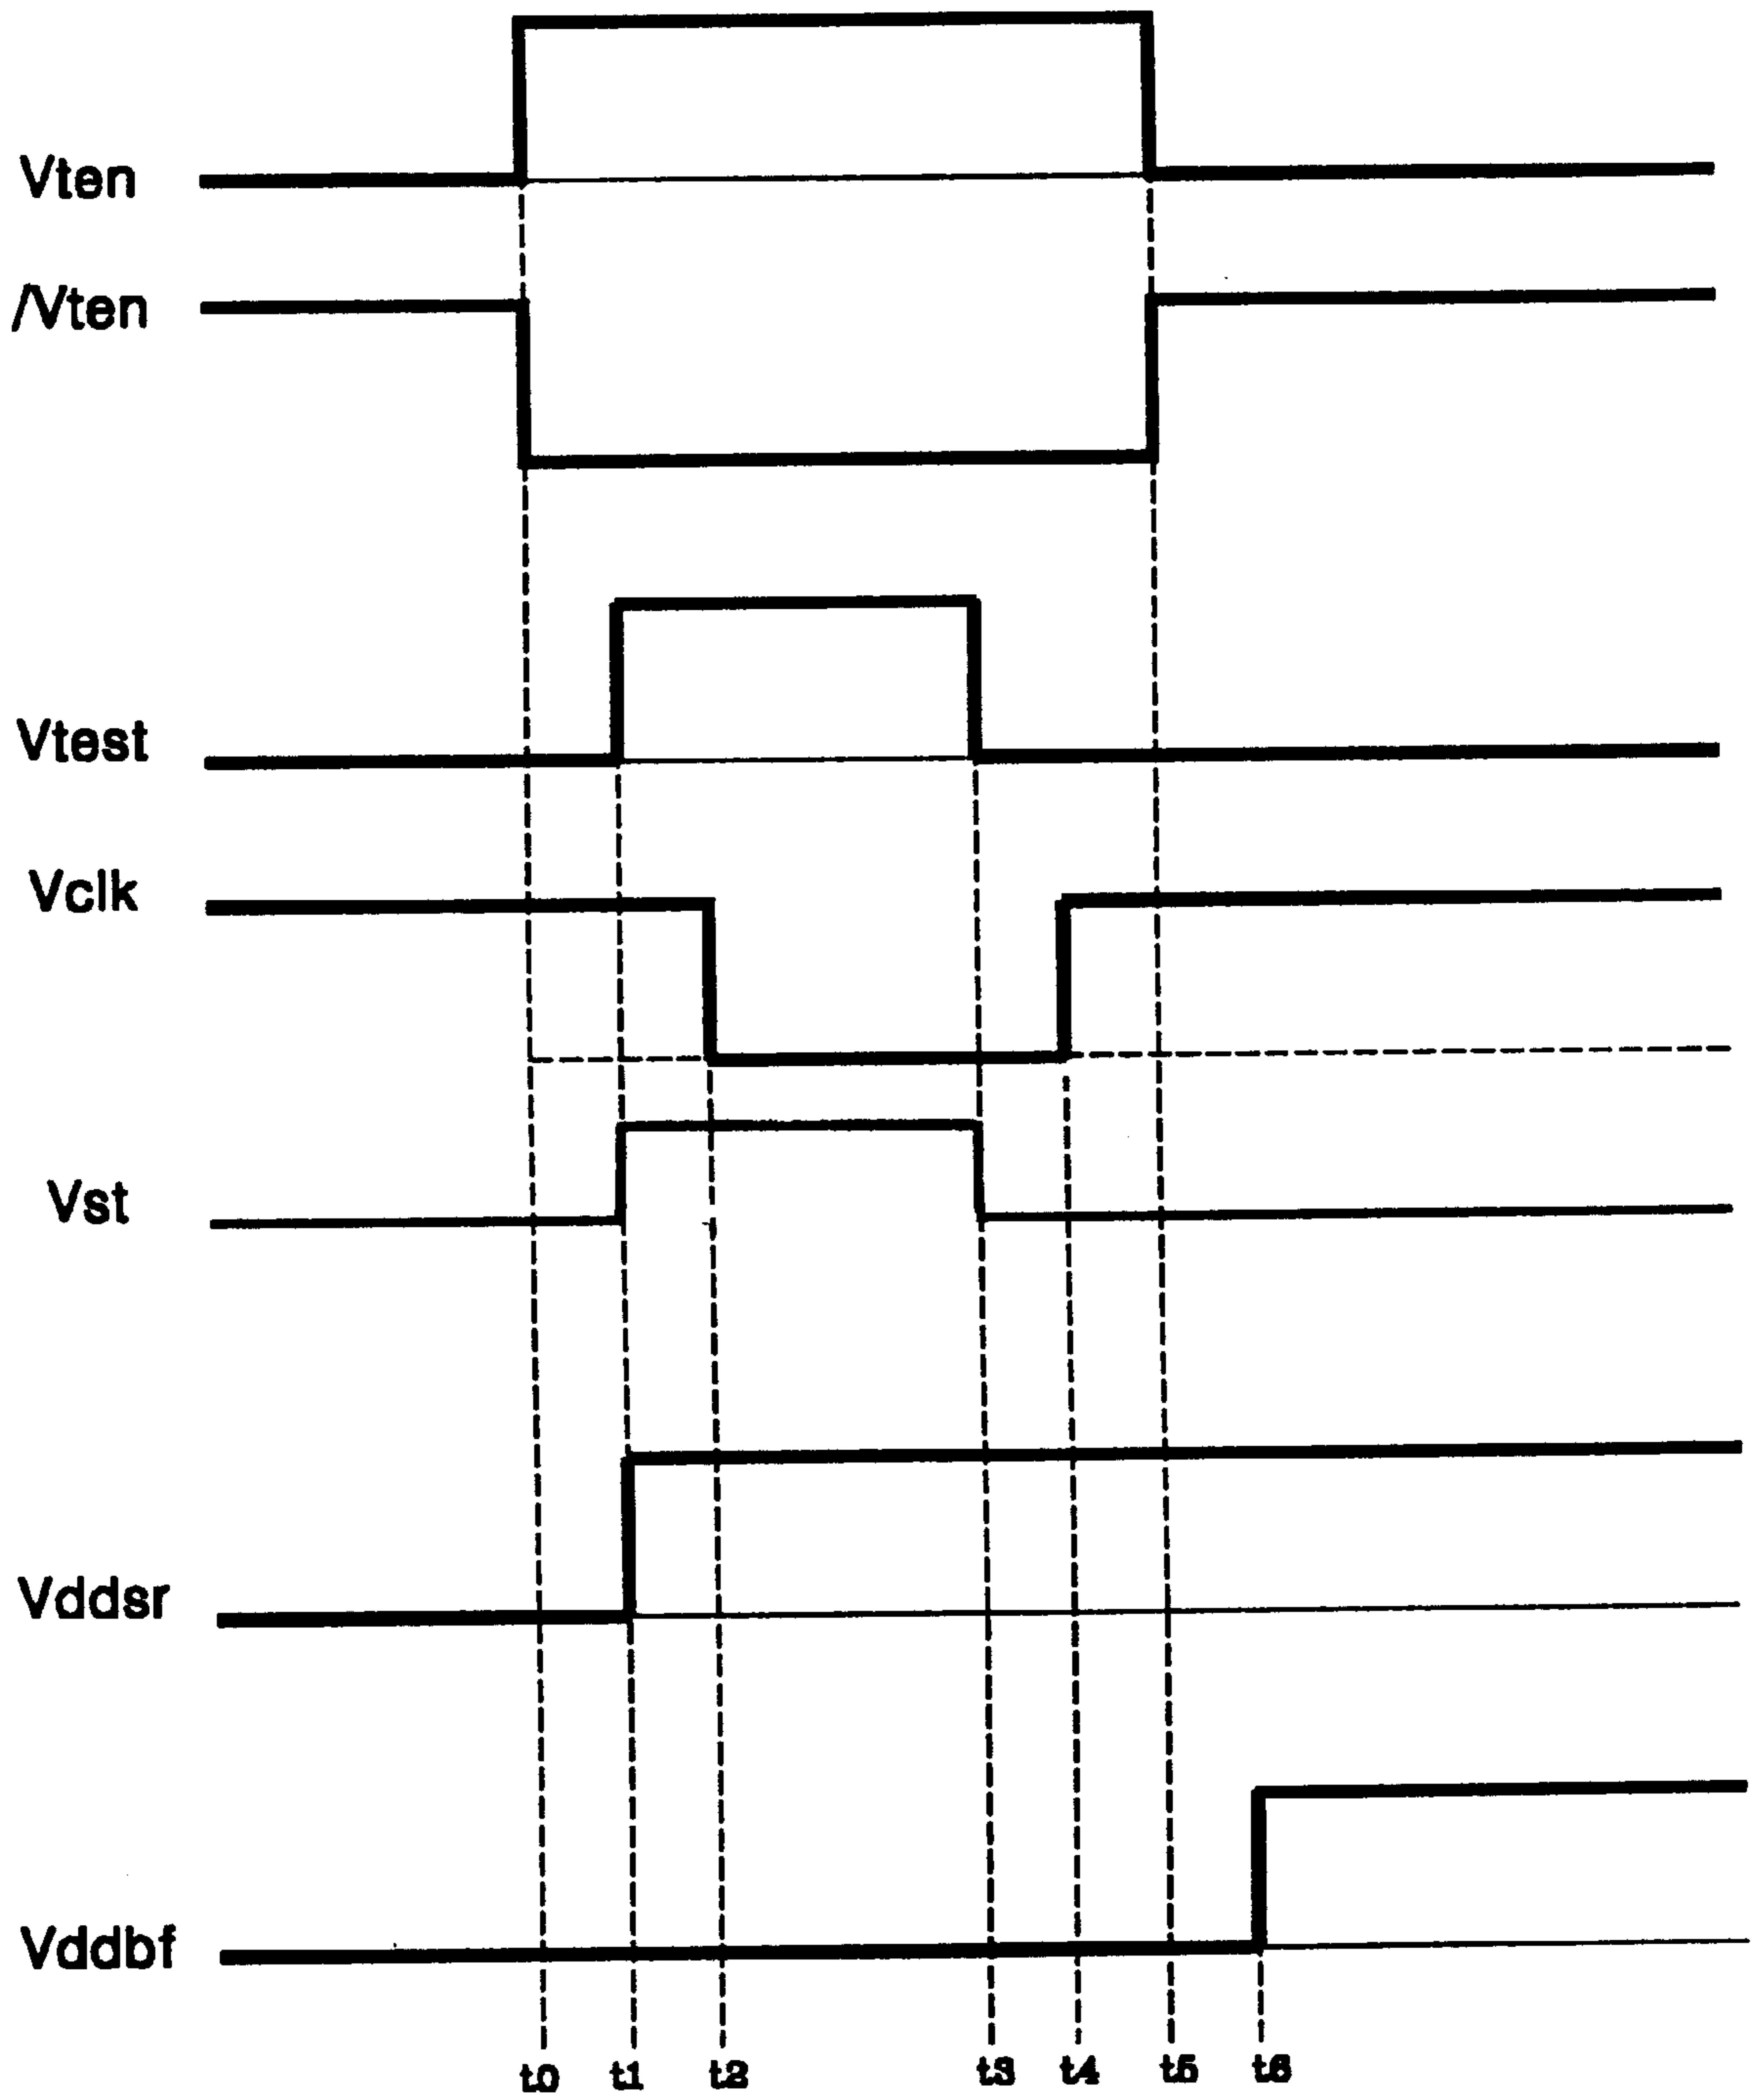 Vten
/Vten
Vtest
Vclk
Vst
Vddsr
Vddbf
t0 t1 t2 t3 t4 t5 t6